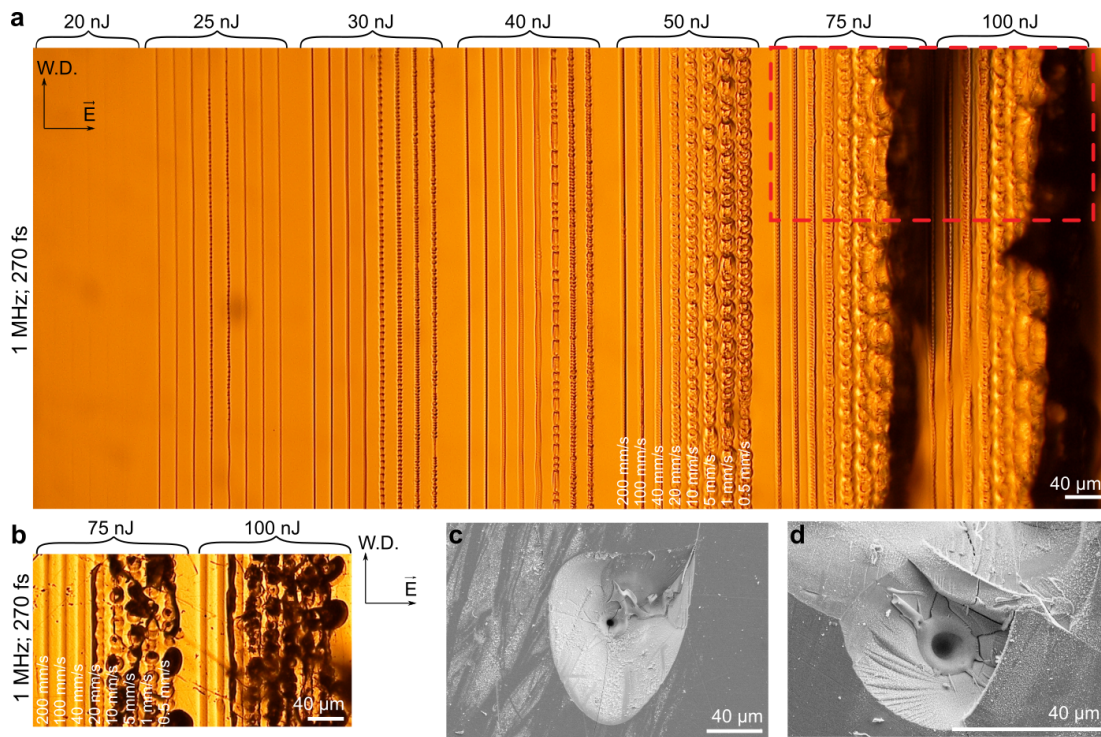 a
20 nJ 25 nJ 30 nJ 40 nJ 50 nJ 75 nJ 100 nJ
W.D.
E
1 MHz; 270 fs
200 mm/s
100 mm/s
40 mm/s
20 mm/s
10 mm/s
5 mm/s
1 mm/s
0.5 mm/s
40 µm
b
75 nJ 100 nJ
W.D.
E
1 MHz; 270 fs
200 mm/s
100 mm/s
40 mm/s
20 mm/s
10 mm/s
5 mm/s
1 mm/s
0.5 mm/s
40 µm
c
40 µm
d
40 µm